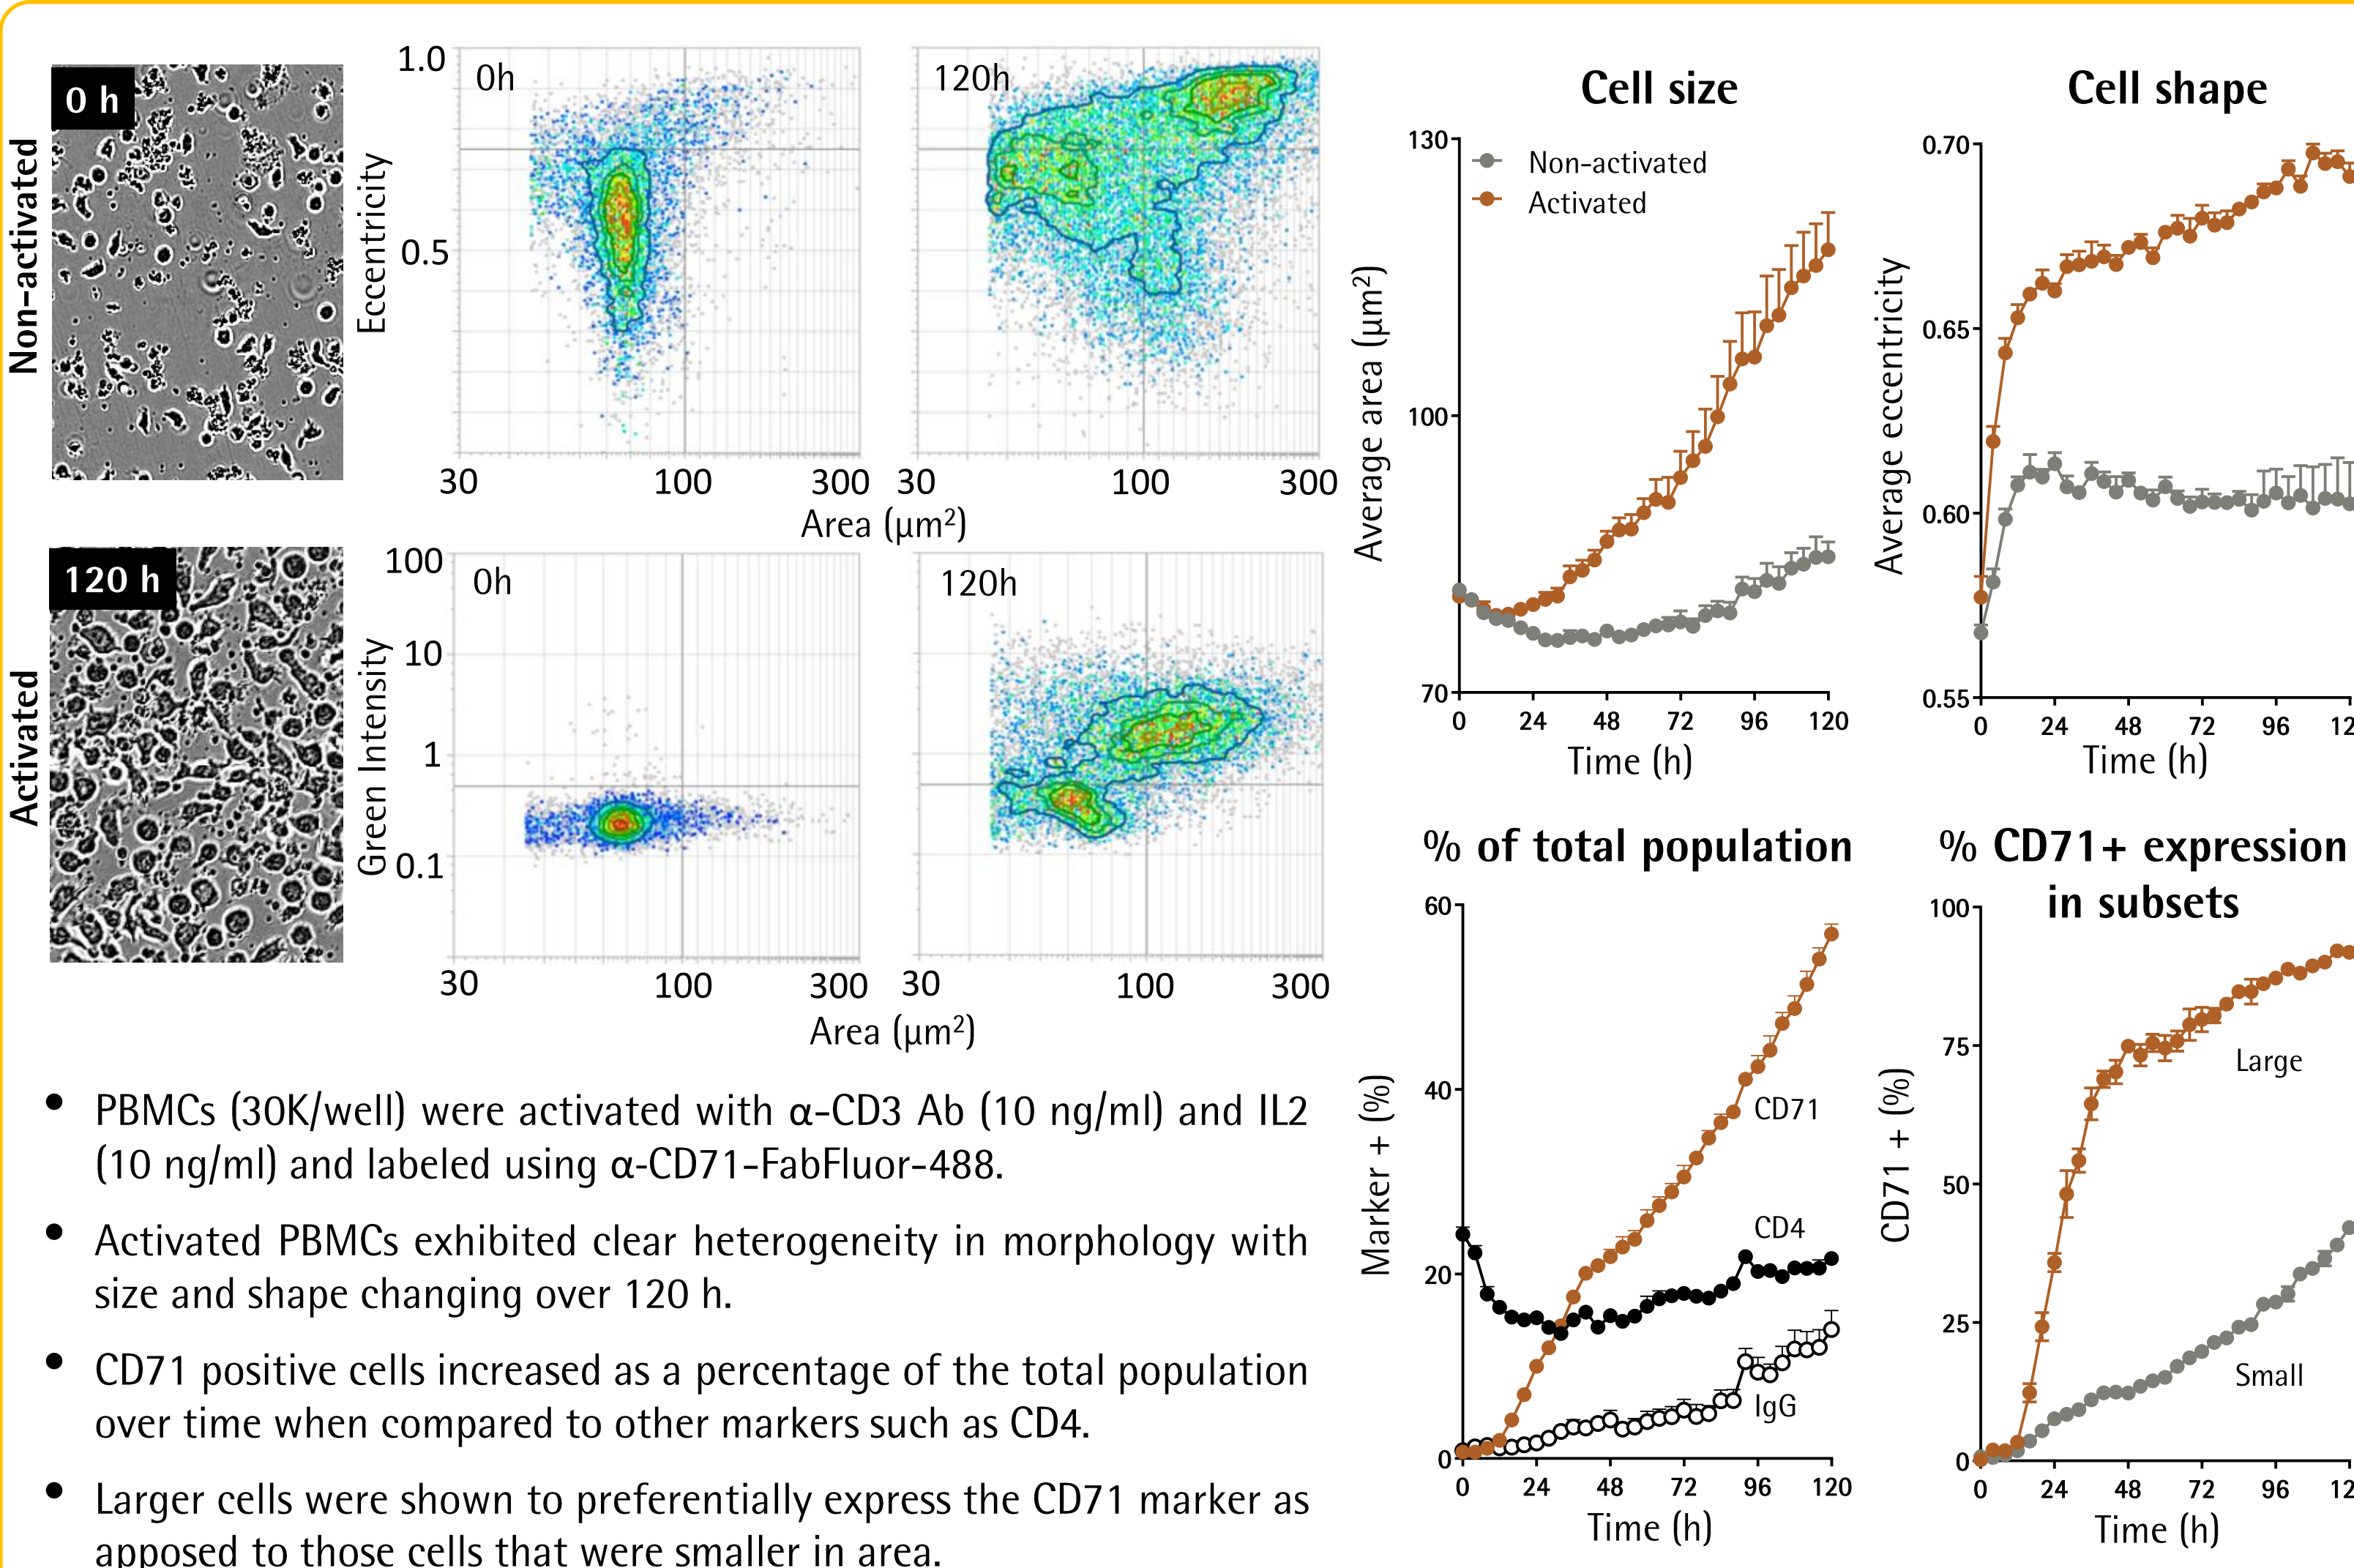 Non-activated
0 h
Eccentricity
1.0
0.5
0h
30
100
300
120h
30
100
300
Area (µm²)
Activated
120 h
Green Intensity
100
10
1
0.1
0h
30
100
300
120h
30
100
300
Area (µm²)
Cell size
Average area (µm²)
130
100
70
Non-activated
Activated
0 24 48 72 96 120
Time (h)
Cell shape
Average eccentricity
0.70
0.65
0.60
0.55
0 24 48 72 96 12
Time (h)
% of total population
Marker + (%)
60
40
20
0
CD71
CD4
IgG
0 24 48 72 96 120
Time (h)
% CD71+ expression
in subsets
CD71 + (%)
100
75
50
25
0
Large
Small
0 24 48 72 96 12
Time (h)
• PBMCs (30K/well) were activated with α-CD3 Ab (10 ng/ml) and IL2
(10 ng/ml) and labeled using α-CD71-FabFluor-488.
• Activated PBMCs exhibited clear heterogeneity in morphology with
size and shape changing over 120 h.
• CD71 positive cells increased as a percentage of the total population
over time when compared to other markers such as CD4.
• Larger cells were shown to preferentially express the CD71 marker as
apposed to those cells that were smaller in area.